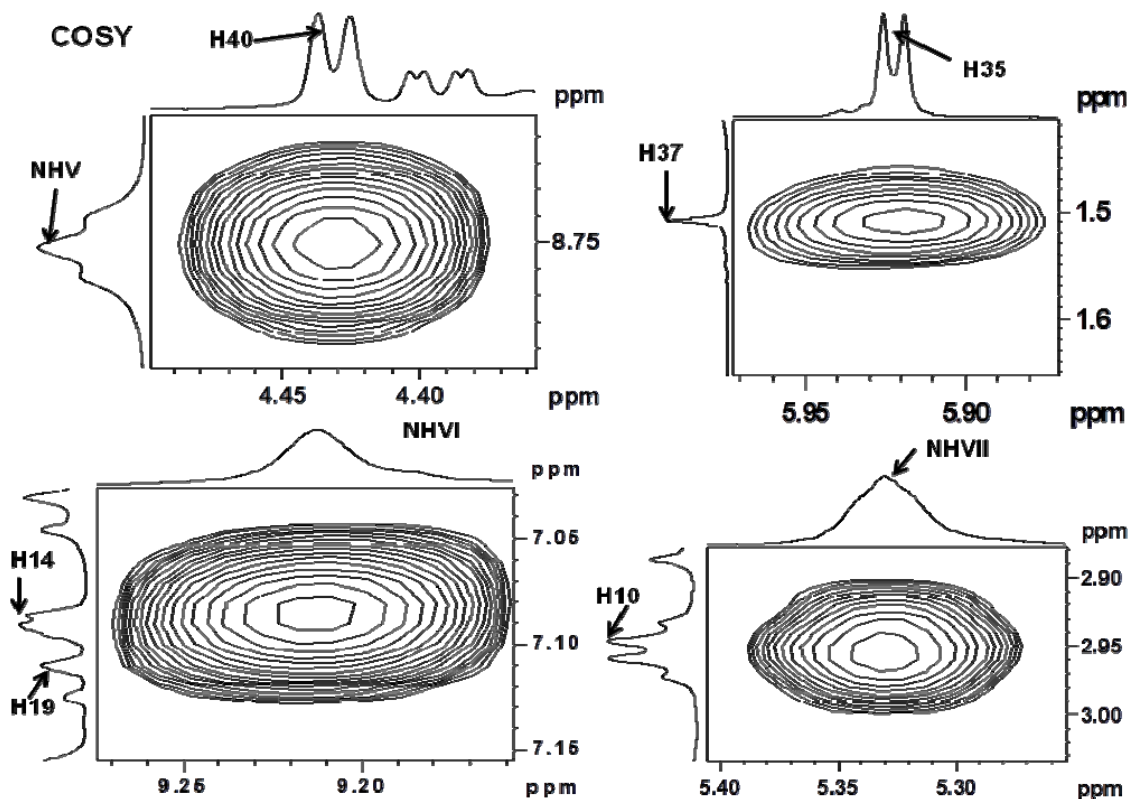 COSY
H40
ppm
NHV
8.75
4.45 4.40 ppm
H35
ppm
H37
1.5
1.6
5.95 5.90 ppm
NHVI
ppm
7.05
H14
7.10
H19
7.15
9.25 9.20 ppm
NHVII
ppm
2.90
H10
2.95
3.00
5.40 5.35 5.30 ppm